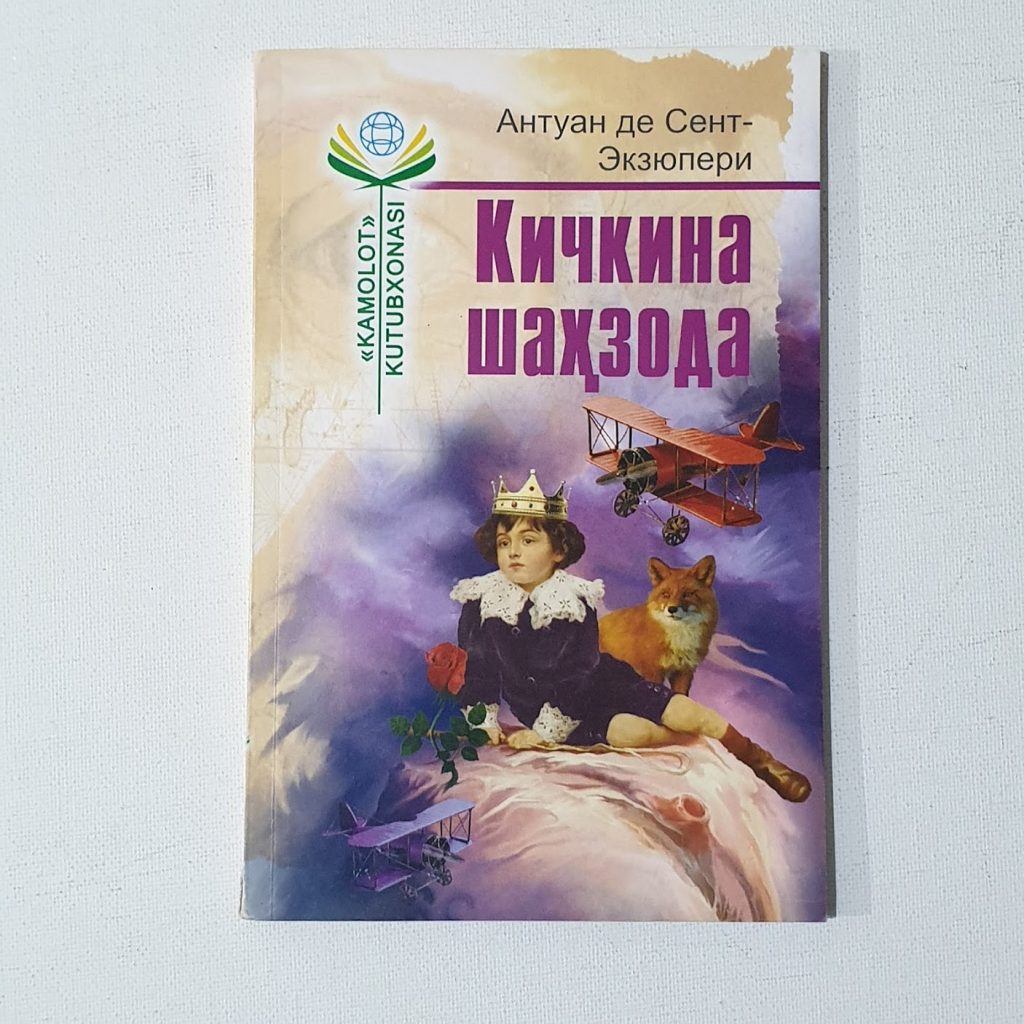 Антуан де Сент-
Экзюпери
Кичкина
шаҳзода
«KAMOLOT»
KUTUBXONASI